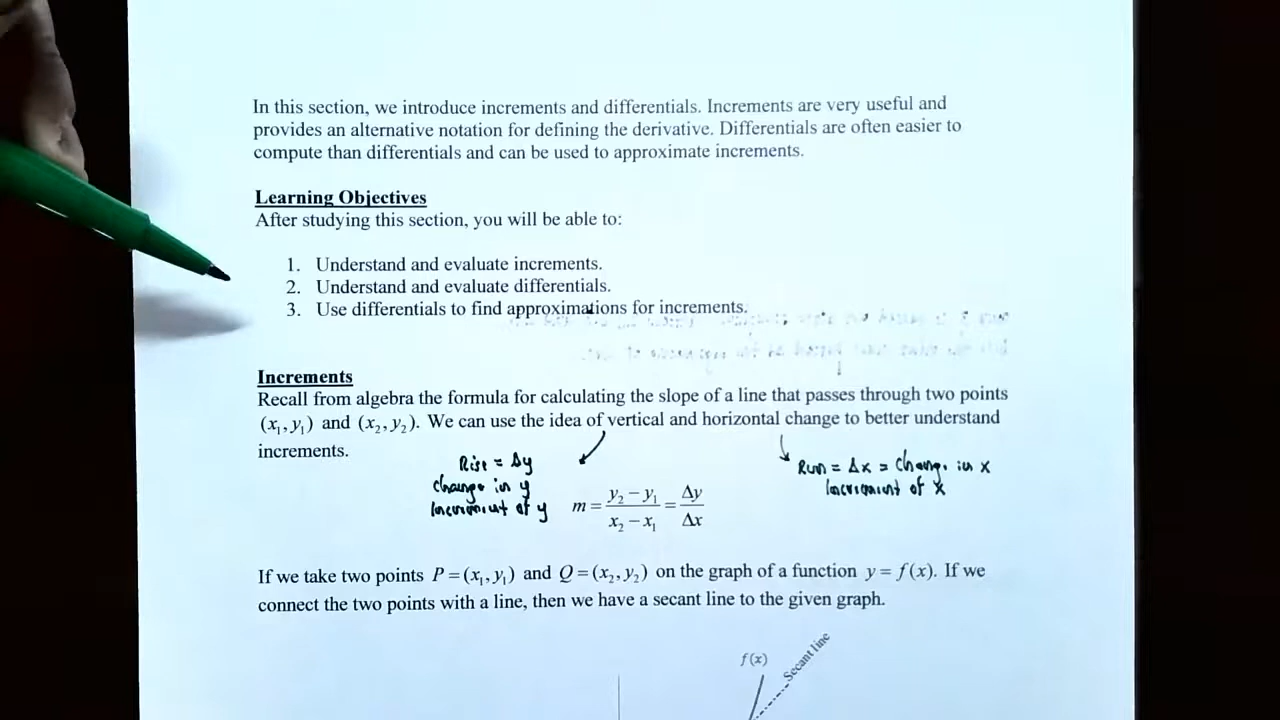 In this section, we introduce increments and differentials. Increments are very useful and
provides an alternative notation for defining the derivative. Differentials are often easier to
compute than differentials and can be used to approximate increments.
Learning Objectives
After studying this section, you will be able to:
1. Understand and evaluate increments.
2. Understand and evaluate differentials.
3. Use differentials to find approximations for increments.
Increments
Recall from algebra the formula for calculating the slope of a line that passes through two points
(x₁, y₁) and (x₂, y₂). We can use the idea of vertical and horizontal change to better understand
increments.
Rise = Δy
change in y
increment of y
m = (y₂ − y₁)/(x₂ − x₁) = Δy/Δx
Run = Δx = change in x
increment of x
If we take two points P = (x₁, y₁) and Q = (x₂, y₂) on the graph of a function y = f(x). If we
connect the two points with a line, then we have a secant line to the given graph.
f(x)
Secant line